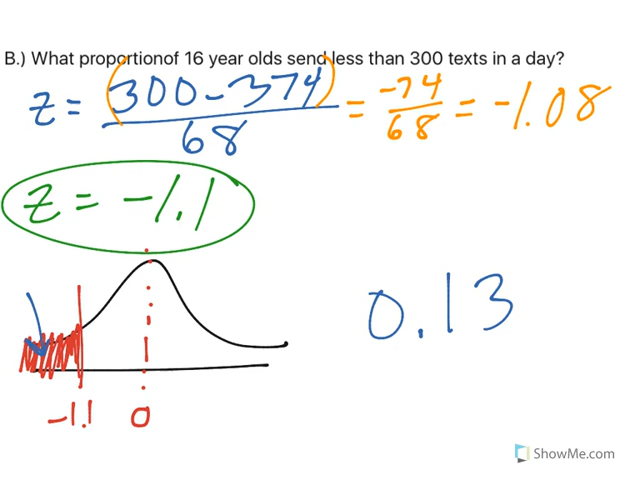 B.) What proportionof 16 year olds send less than 300 texts in a day?
z = (300 - 374) / 68 = -74 / 68 = -1.08
z = -1.1
0.13
-1.1 0
ShowMe.com